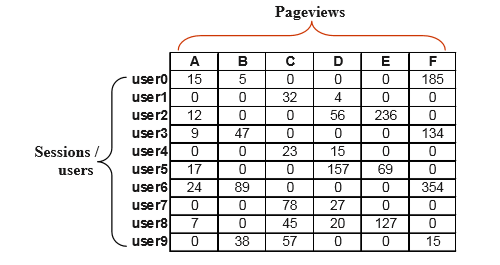 Pageviews
A B C D E F
user0 15 5 0 0 0 185
user1 0 0 32 4 0 0
user2 12 0 0 56 236 0
user3 9 47 0 0 0 134
Sessions /
users
user4 0 0 23 15 0 0
user5 17 0 0 157 69 0
user6 24 89 0 0 0 354
user7 0 0 78 27 0 0
user8 7 0 45 20 127 0
user9 0 38 57 0 0 15